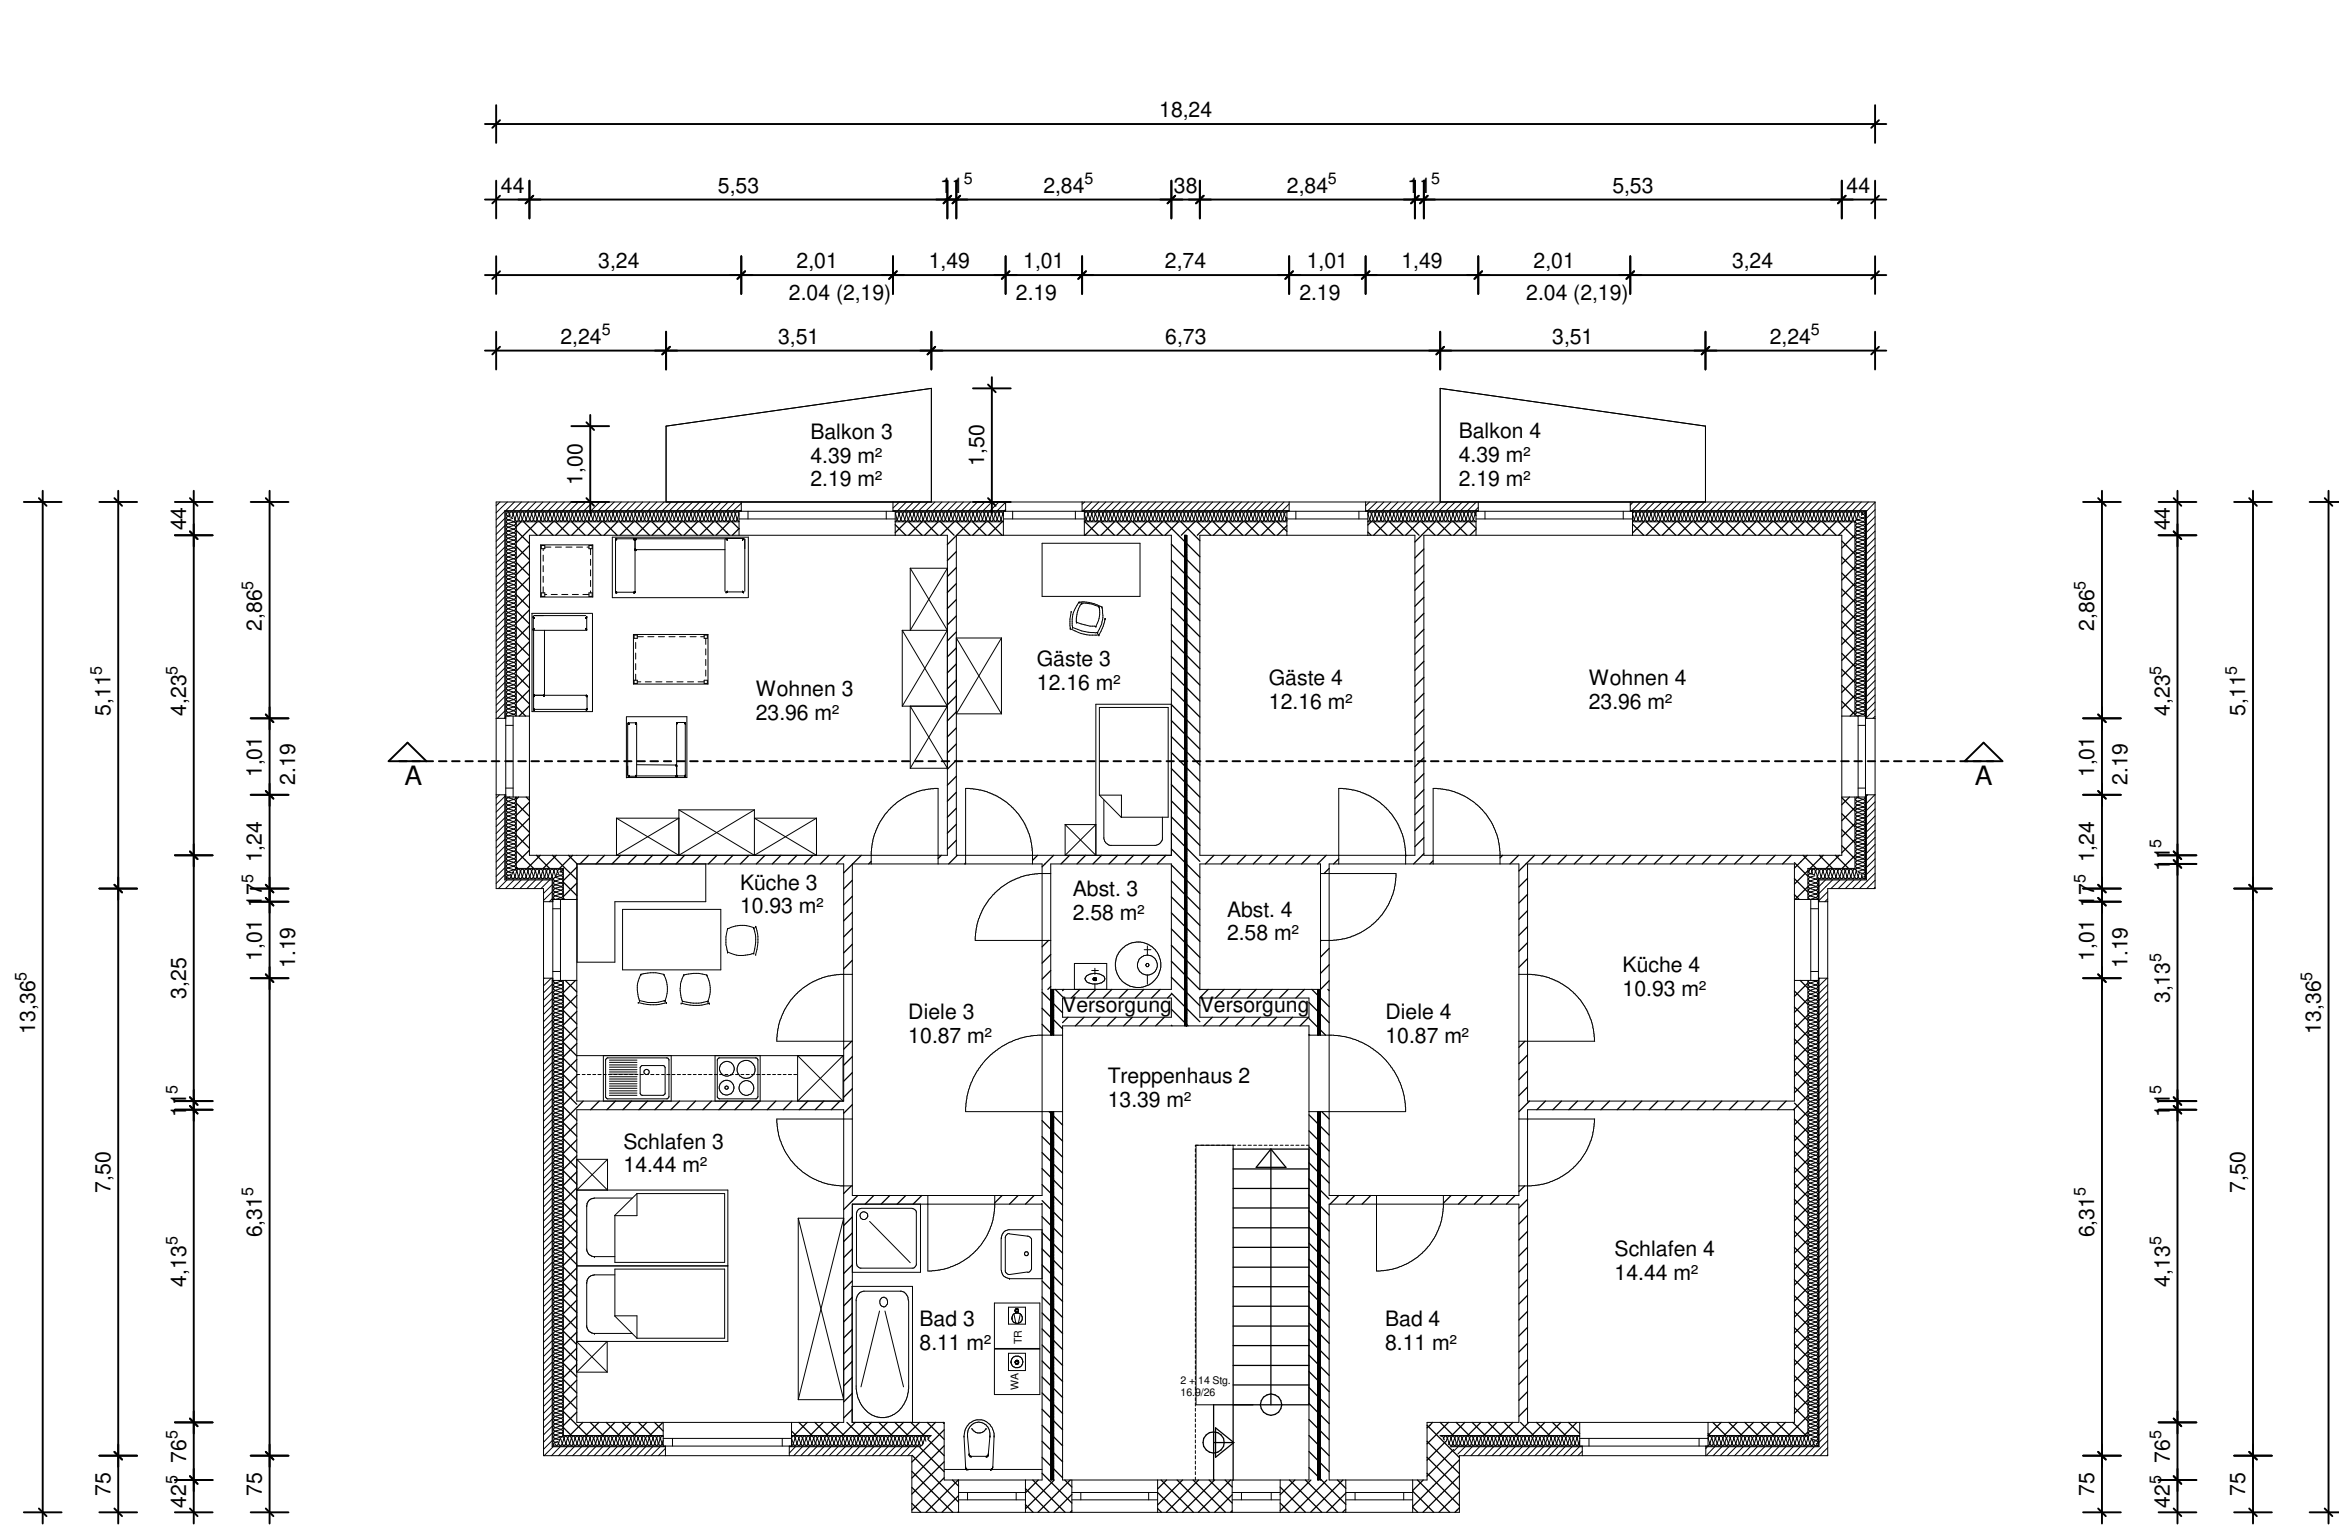 18,24
44 5,53 11⁵ 2,84⁵ 38 2,84⁵ 11⁵ 5,53 44
3,24 2,01 1,49 1,01 2,74 1,01 1,49 2,01 3,24
2.04 (2,19) 2.19 2.19 2.04 (2,19)
2,24⁵ 3,51 6,73 3,51 2,24⁵
1,00
1,50
Balkon 3
4.39 m²
2.19 m²
Balkon 4
4.39 m²
2.19 m²
13,36⁵
5,11⁵
7,50
75
44
4,23⁵
3,25
11⁵
4,13⁵
76⁵
42⁵
2,86⁵
1,01
2.19
1,24
17⁵
1,01
1.19
6,31⁵
75
A
Wohnen 3
23.96 m²
Gäste 3
12.16 m²
Gäste 4
12.16 m²
Wohnen 4
23.96 m²
A
Küche 3
10.93 m²
Abst. 3
2.58 m²
Abst. 4
2.58 m²
Küche 4
10.93 m²
Versorgung
Versorgung
Diele 3
10.87 m²
Diele 4
10.87 m²
Treppenhaus 2
13.39 m²
Schlafen 3
14.44 m²
Schlafen 4
14.44 m²
Bad 3
8.11 m²
TR
WA
Bad 4
8.11 m²
2 + 14 Stg.
16.9/26
2,86⁵
1,01
2.19
1,24
17⁵
1,01
1.19
6,31⁵
75
44
4,23⁵
11⁵
3,13⁵
11⁵
4,13⁵
76⁵
42⁵
5,11⁵
7,50
75
13,36⁵